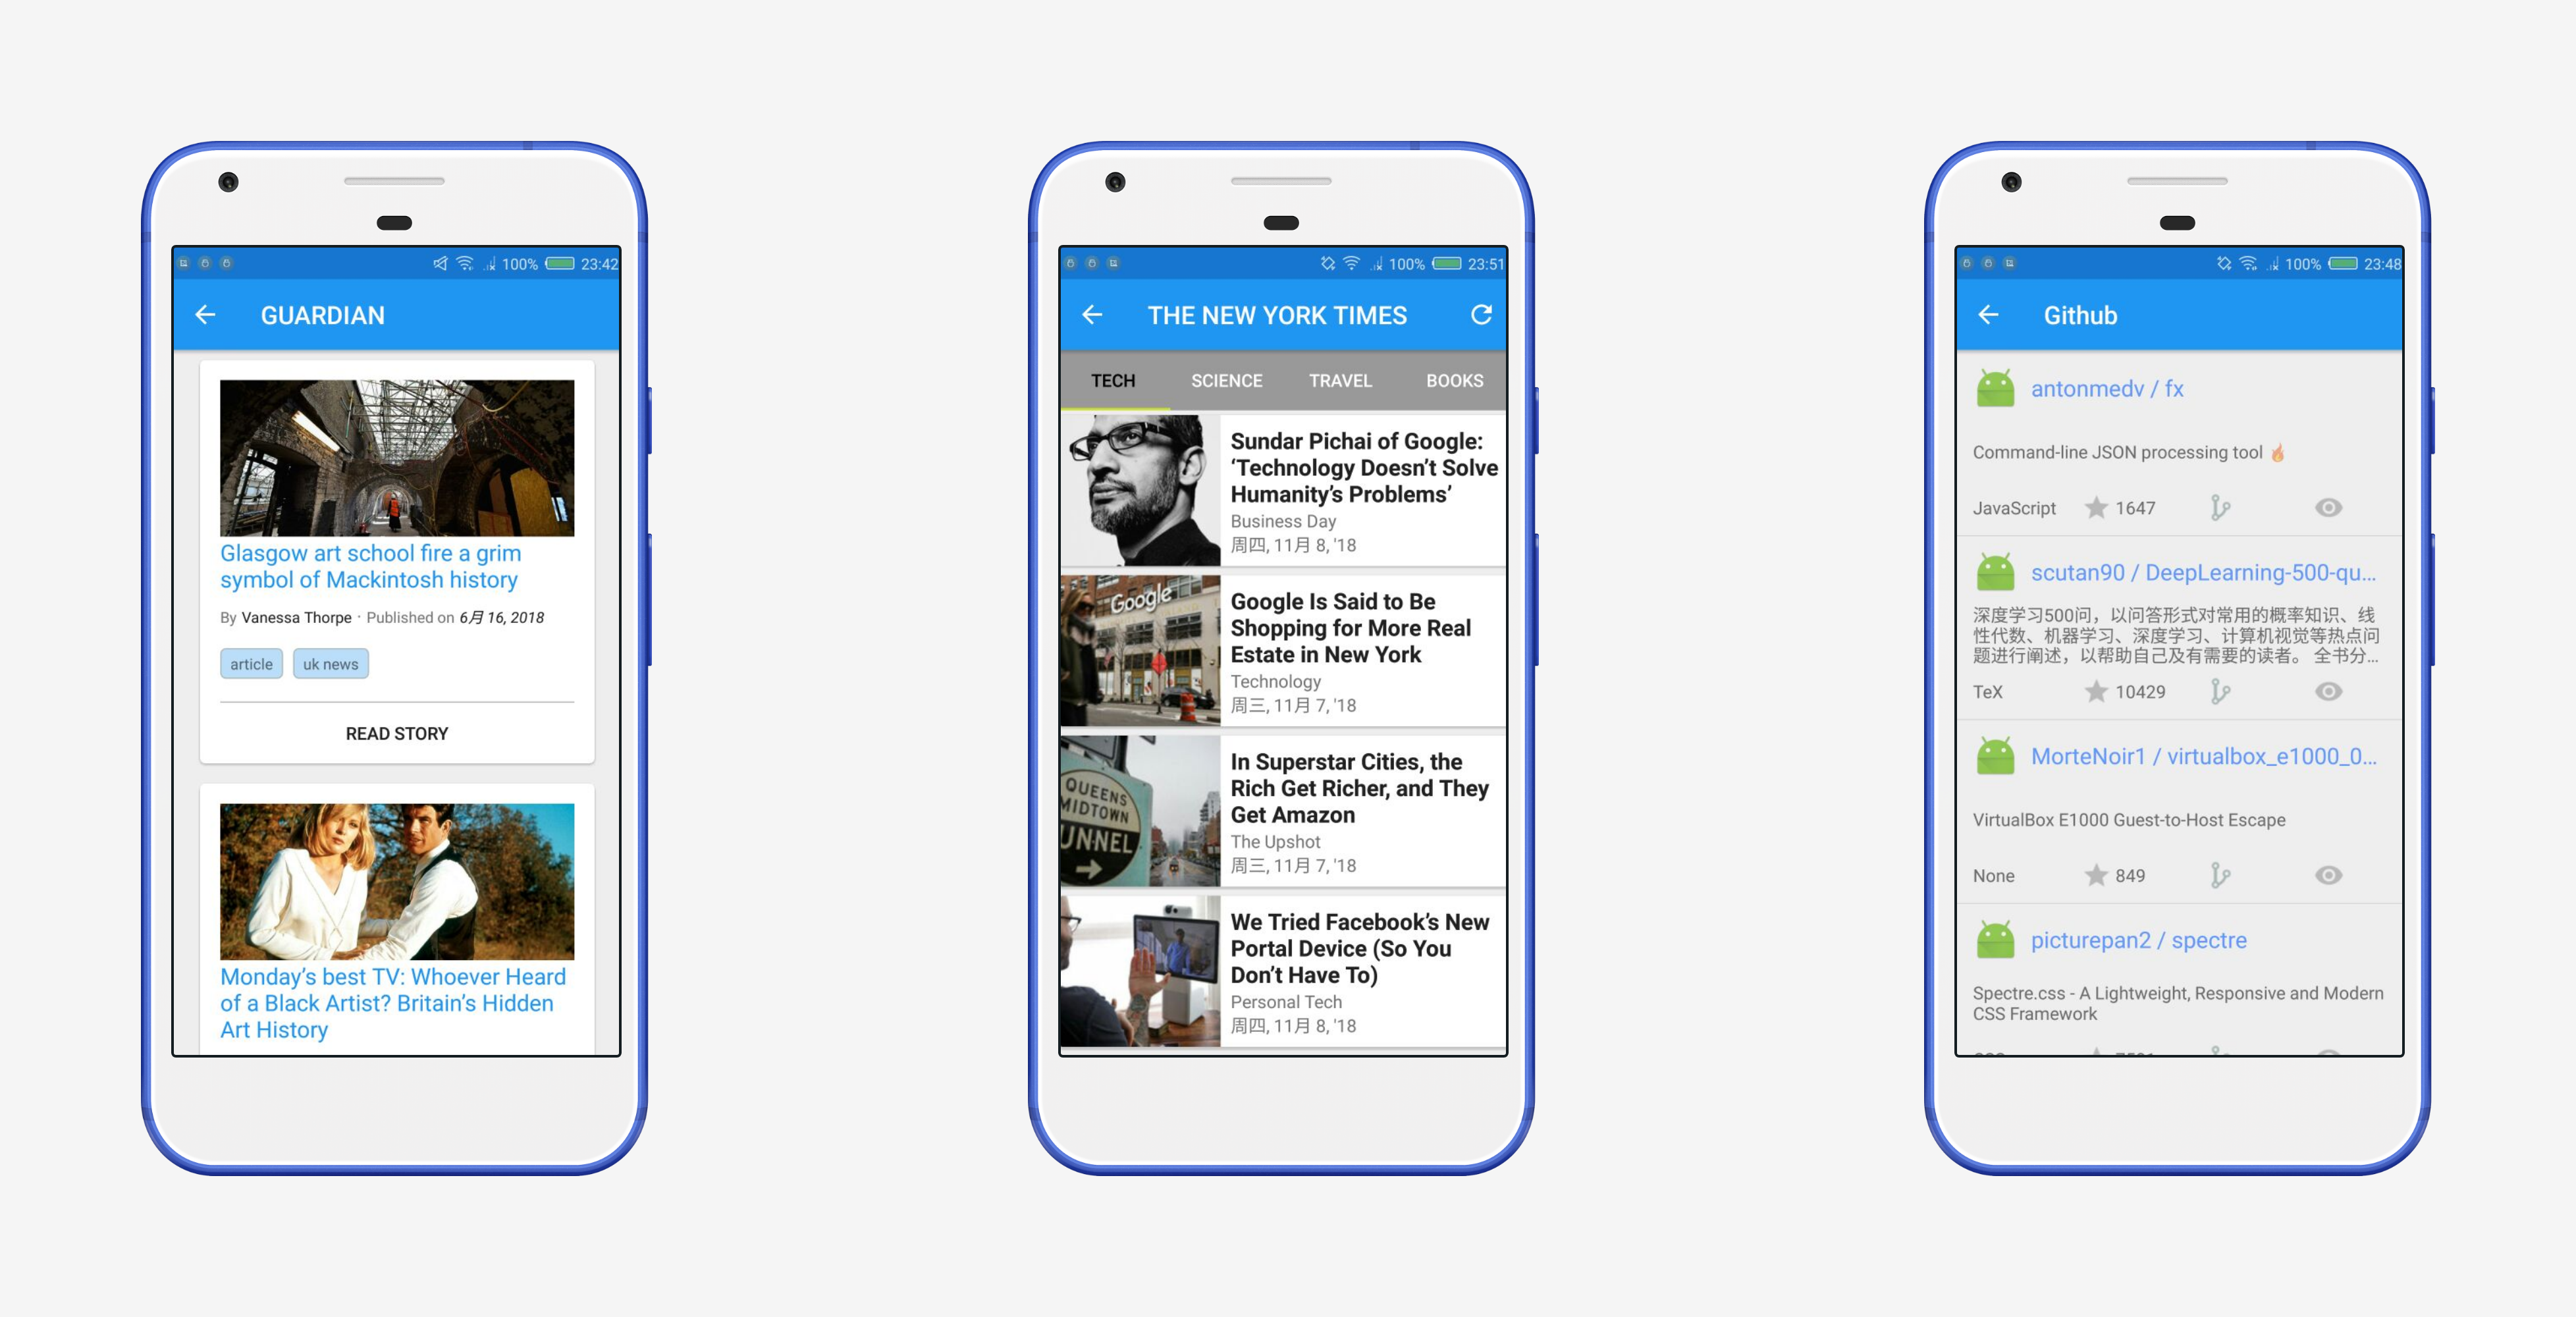 100% 23:42
GUARDIAN
Glasgow art school fire a grim
symbol of Mackintosh history
By Vanessa Thorpe · Published on 6月 16, 2018
article uk news
READ STORY
Monday’s best TV: Whoever Heard
of a Black Artist? Britain’s Hidden
Art History
100% 23:51
THE NEW YORK TIMES
TECH SCIENCE TRAVEL BOOKS
Sundar Pichai of Google:
‘Technology Doesn’t Solve
Humanity’s Problems’
Business Day
周四, 11月 8, '18
Google
Google Is Said to Be
Shopping for More Real
Estate in New York
Technology
周三, 11月 7, '18
QUEENS
MIDTOWN
UNNEL
In Superstar Cities, the
Rich Get Richer, and They
Get Amazon
The Upshot
周三, 11月 7, '18
We Tried Facebook’s New
Portal Device (So You
Don’t Have To)
Personal Tech
周四, 11月 8, '18
100% 23:48
Github
antonmedv / fx
Command-line JSON processing tool 🔥
JavaScript 1647
scutan90 / DeepLearning-500-qu...
深度学习500问，以问答形式对常用的概率知识、线
性代数、机器学习、深度学习、计算机视觉等热点问
题进行阐述，以帮助自己及有需要的读者。 全书分...
TeX 10429
MorteNoir1 / virtualbox_e1000_0...
VirtualBox E1000 Guest-to-Host Escape
None 849
picturepan2 / spectre
Spectre.css - A Lightweight, Responsive and Modern
CSS Framework